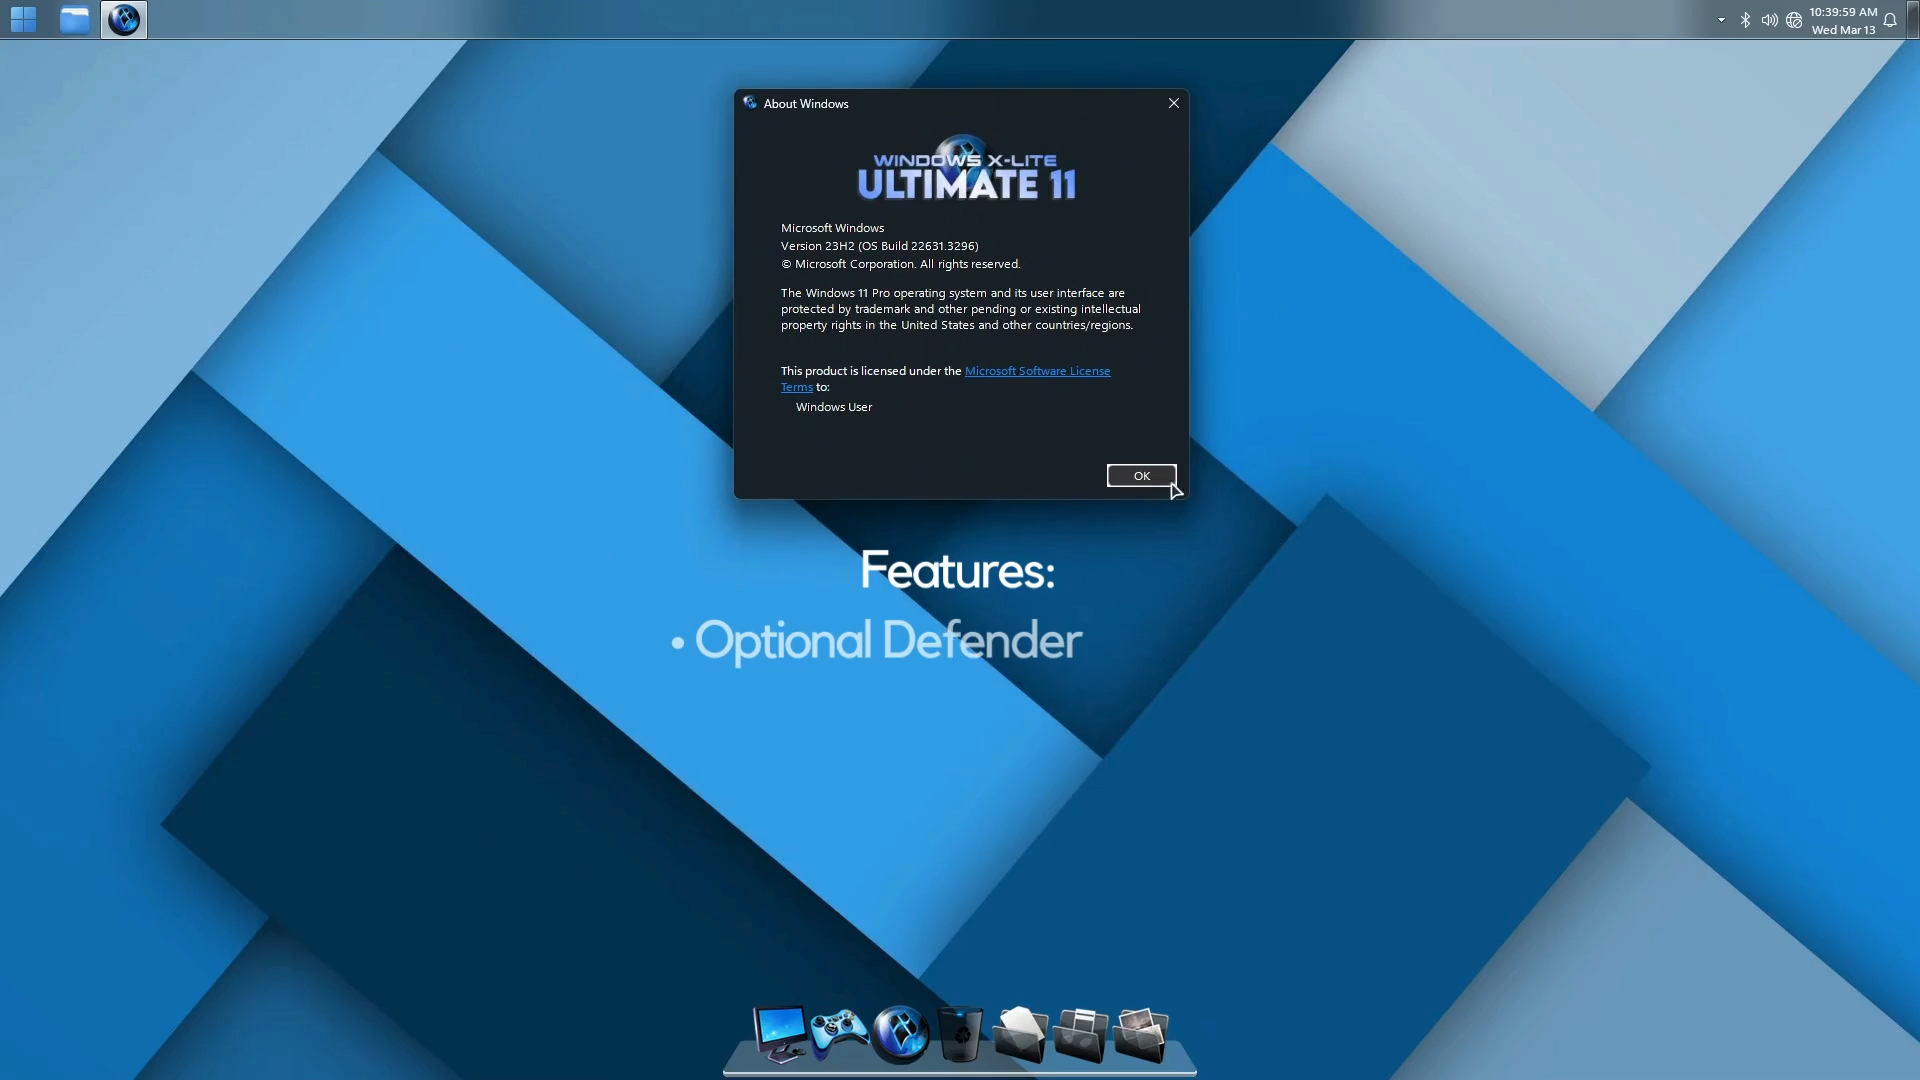 10:39:59 AM
Wed Mar 13
About Windows
WINDOWS X-LITE
ULTIMATE 11
Microsoft Windows
Version 23H2 (OS Build 22631.3296)
© Microsoft Corporation. All rights reserved.
The Windows 11 Pro operating system and its user interface are
protected by trademark and other pending or existing intellectual
property rights in the United States and other countries/regions.
This product is licensed under the Microsoft Software License
Terms to:
Windows User
OK
Features:
• Optional Defender